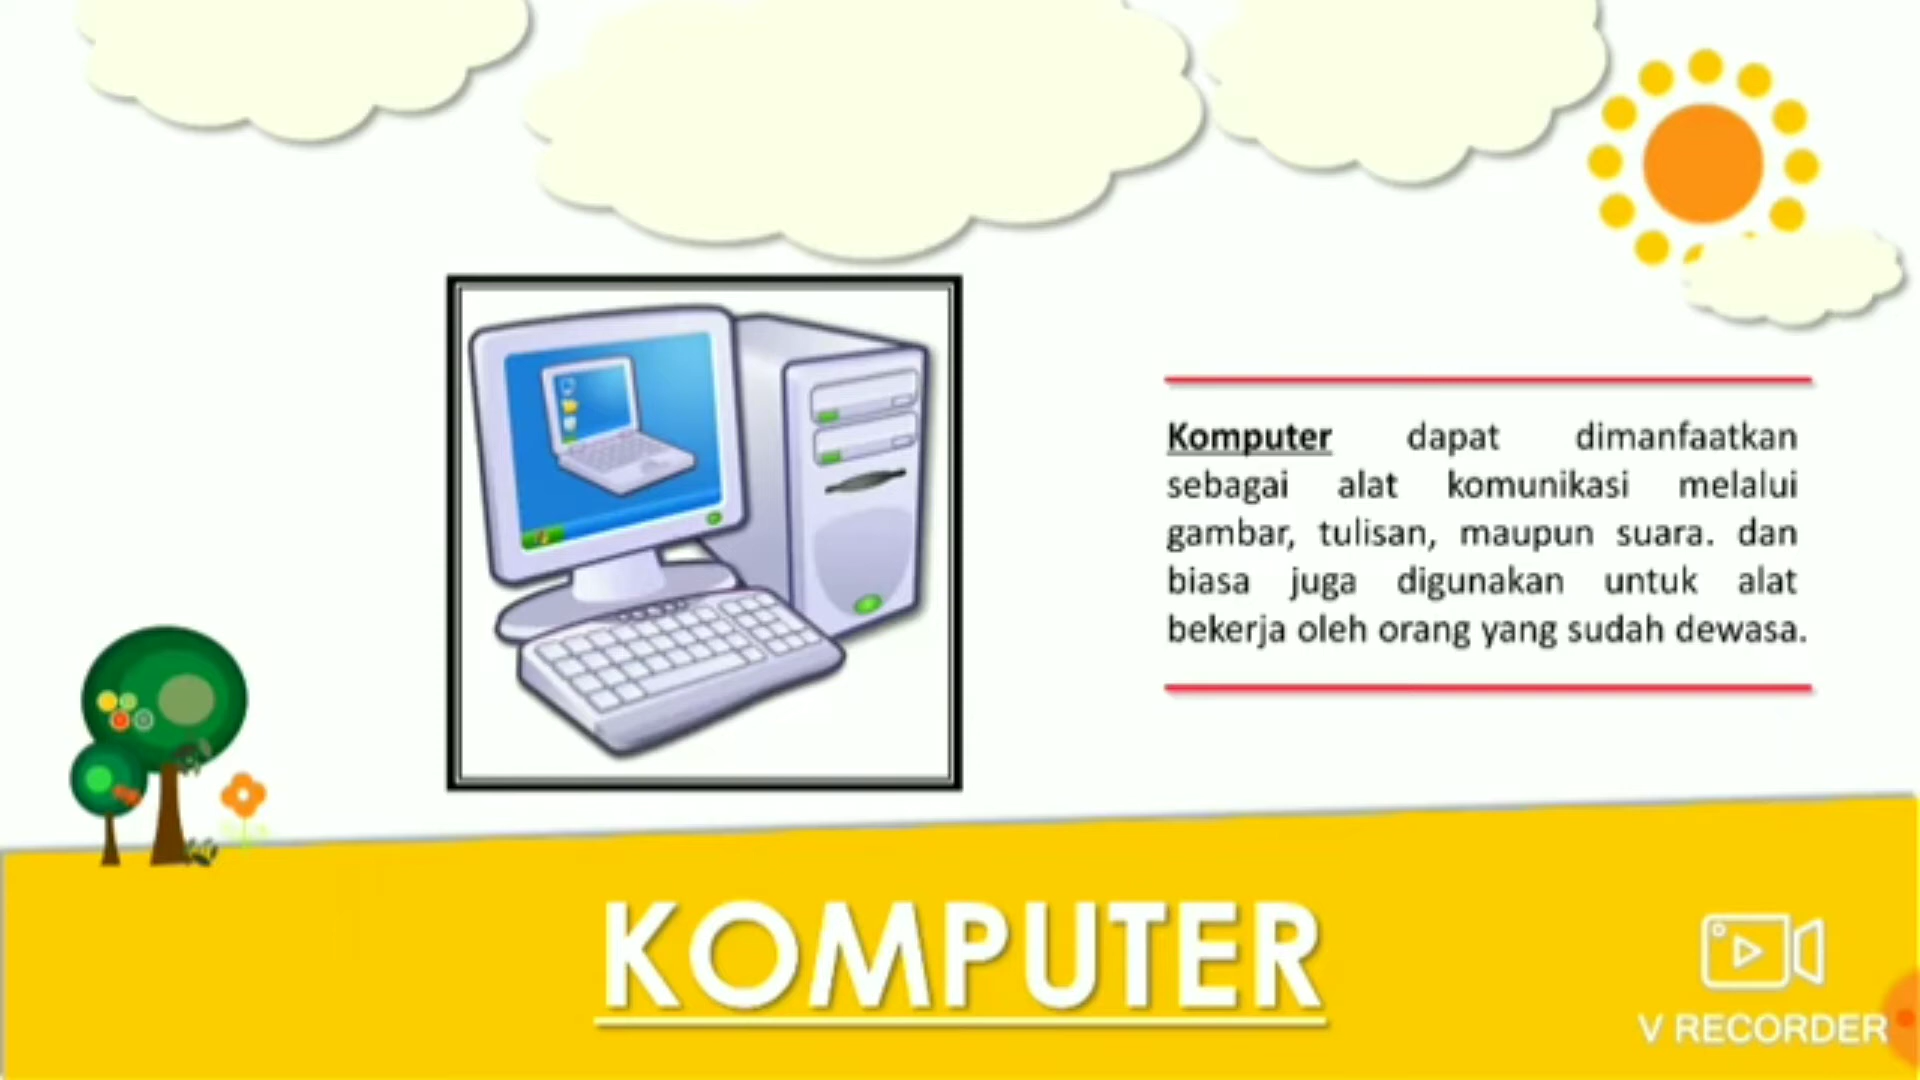 Komputer dapat dimanfaatkan
sebagai alat komunikasi melalui
gambar, tulisan, maupun suara. dan
biasa juga digunakan untuk alat
bekerja oleh orang yang sudah dewasa.
KOMPUTER
V RECORDER